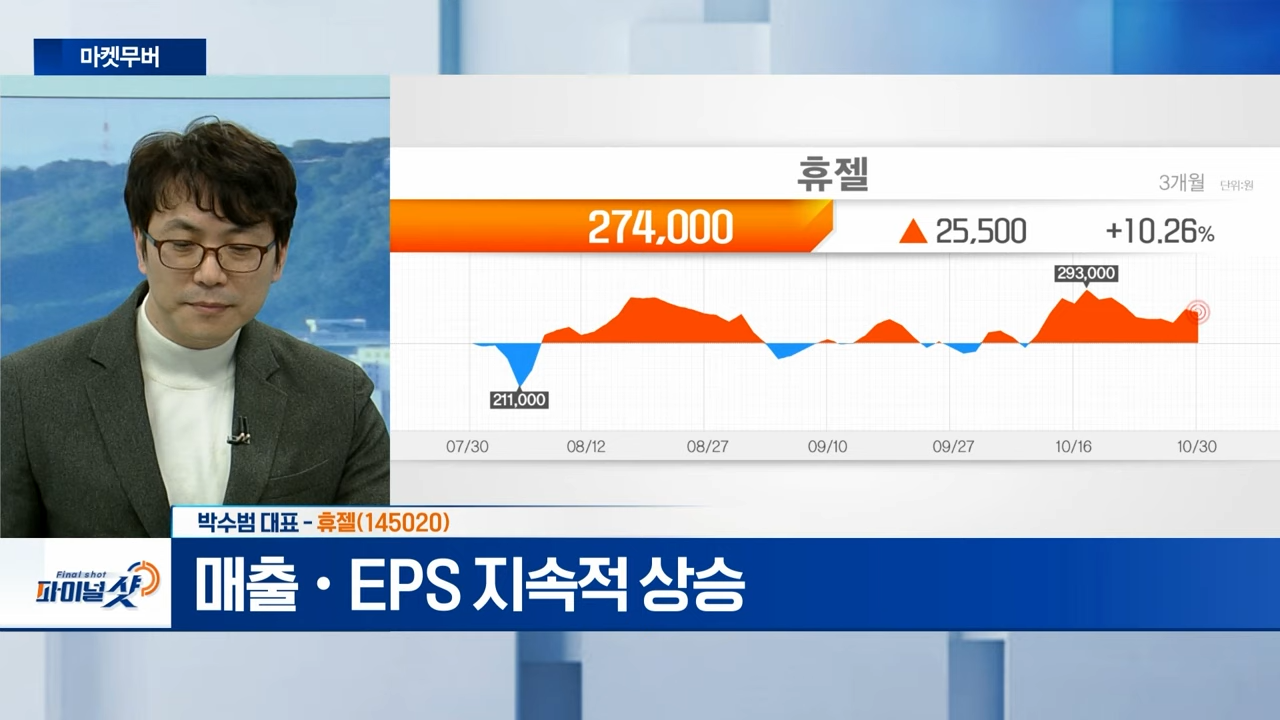 마켓무버
휴젤
3개월 단위:원
274,000 ▲ 25,500 +10.26%
293,000
211,000
07/30 08/12 08/27 09/10 09/27 10/16 10/30
박수범 대표 - 휴젤(145020)
Final shot
파이널샷
매출·EPS 지속적 상승